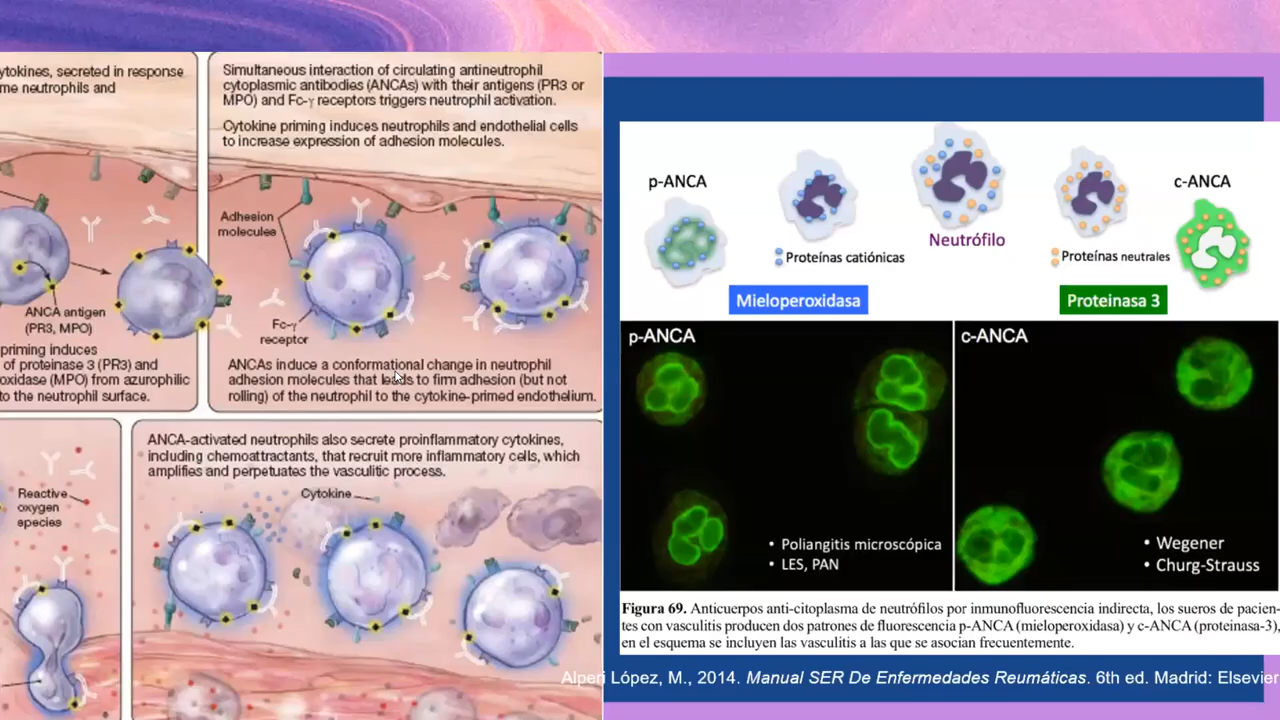 ytokines, secreted in response
me neutrophils and
Simultaneous interaction of circulating antineutrophil
cytoplasmic antibodies (ANCAs) with their antigens (PR3 or
MPO) and Fc-γ receptors triggers neutrophil activation.
Cytokine priming induces neutrophils and endothelial cells
to increase expression of adhesion molecules.
Adhesion
molecules
ANCA antigen
(PR3, MPO)
Fc-γ
receptor
priming induces
of proteinase 3 (PR3) and
oxidase (MPO) from azurophilic
to the neutrophil surface.
ANCAs induce a conformational change in neutrophil
adhesion molecules that leads to firm adhesion (but not
rolling) of the neutrophil to the cytokine-primed endothelium.
Reactive
oxygen
species
ANCA-activated neutrophils also secrete proinflammatory cytokines,
including chemoattractants, that recruit more inflammatory cells, which
amplifies and perpetuates the vasculitic process.
Cytokine
p-ANCA
c-ANCA
Neutrófilo
Proteínas catiónicas
Proteínas neutrales
Mieloperoxidasa
Proteinasa 3
p-ANCA
c-ANCA
• Poliangitis microscópica
• LES, PAN
• Wegener
• Churg-Strauss
Figura 69. Anticuerpos anti-citoplasma de neutrófilos por inmunofluorescencia indirecta, los sueros de pacien-
tes con vasculitis producen dos patrones de fluorescencia p-ANCA (mieloperoxidasa) y c-ANCA (proteinasa-3),
en el esquema se incluyen las vasculitis a las que se asocian frecuentemente.
Alperi López, M., 2014. Manual SER De Enfermedades Reumáticas. 6th ed. Madrid: Elsevier